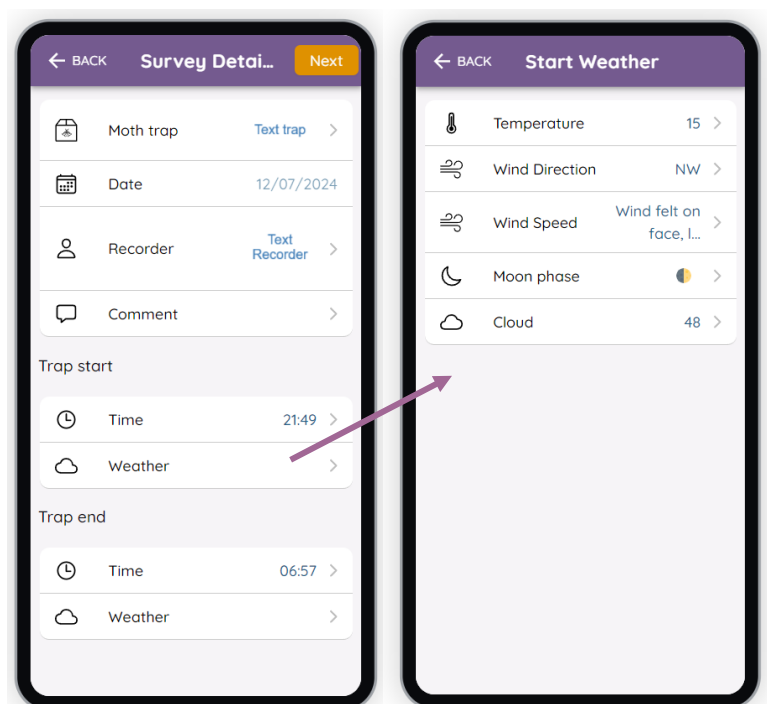 BACK Survey Detai... Next
Moth trap Text trap
Date 12/07/2024
Recorder Text Recorder
Comment
Trap start
Time 21:49
Weather
Trap end
Time 06:57
Weather
BACK Start Weather
Temperature 15
Wind Direction NW
Wind Speed Wind felt on
face, l...
Moon phase
Cloud 48